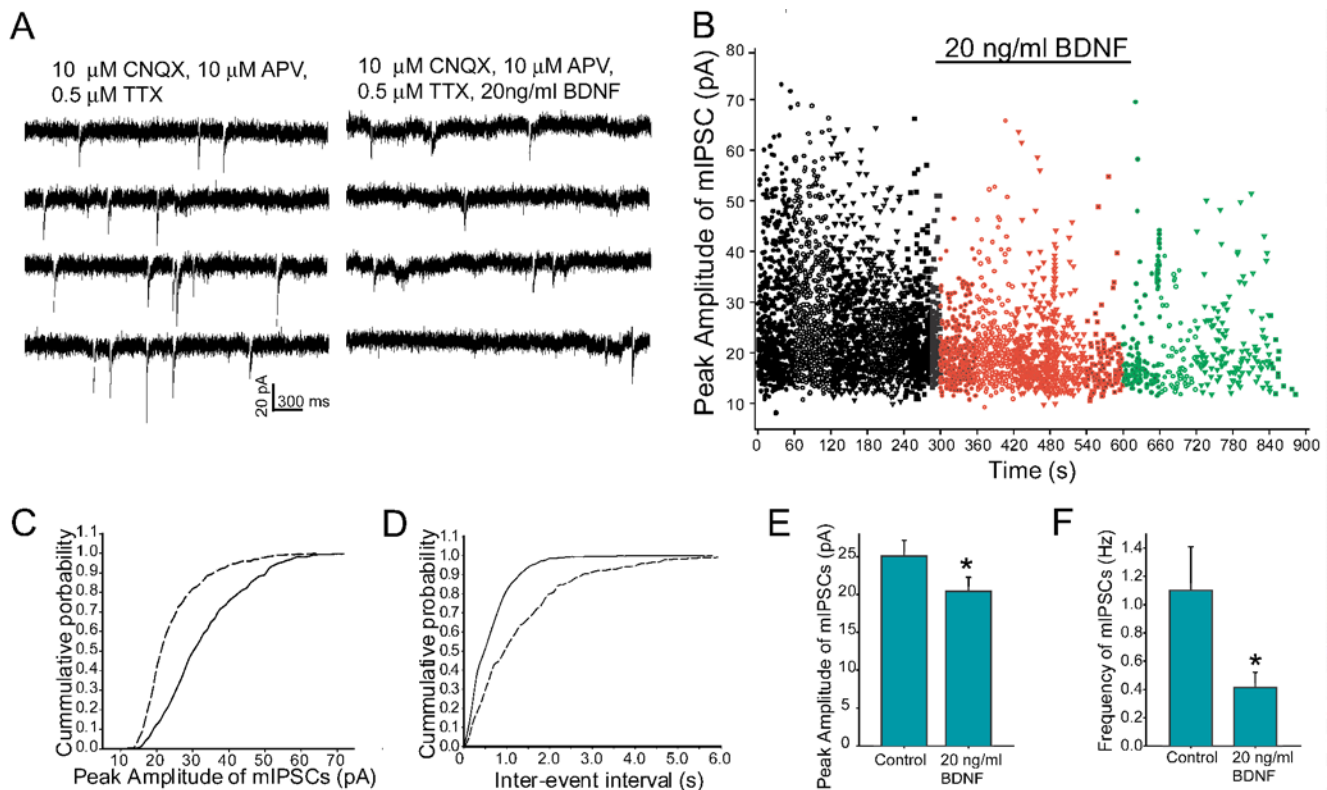 A
10 μM CNQX, 10 μM APV,
0.5 μM TTX
10 μM CNQX, 10 μM APV,
0.5 μM TTX, 20ng/ml BDNF
20 pA
300 ms
B
20 ng/ml BDNF
Peak Amplitude of mIPSC (pA)
80
70
60
50
40
30
20
10
0 60 120 180 240 300 360 420 480 540 600 660 720 780 840 900
Time (s)
C
Cummulative porbability
1.1
1.0
0.9
0.8
0.7
0.6
0.5
0.4
0.3
0.2
0.1
0.0
10 20 30 40 50 60 70
Peak Amplitude of mIPSCs (pA)
D
Cummulative probability
1.1
1.0
0.9
0.8
0.7
0.6
0.5
0.4
0.3
0.2
0.1
0.0
0 1.0 2.0 3.0 4.0 5.0 6.0
Inter-event interval (s)
E
Peak Amplitude of mIPSCs (pA)
25
20
15
10
5
0
*
Control
20 ng/ml
BDNF
F
Frequency of mIPSCs (Hz)
1.4
1.2
1.0
0.8
0.6
0.4
0.2
0.0
*
Control
20 ng/ml
BDNF